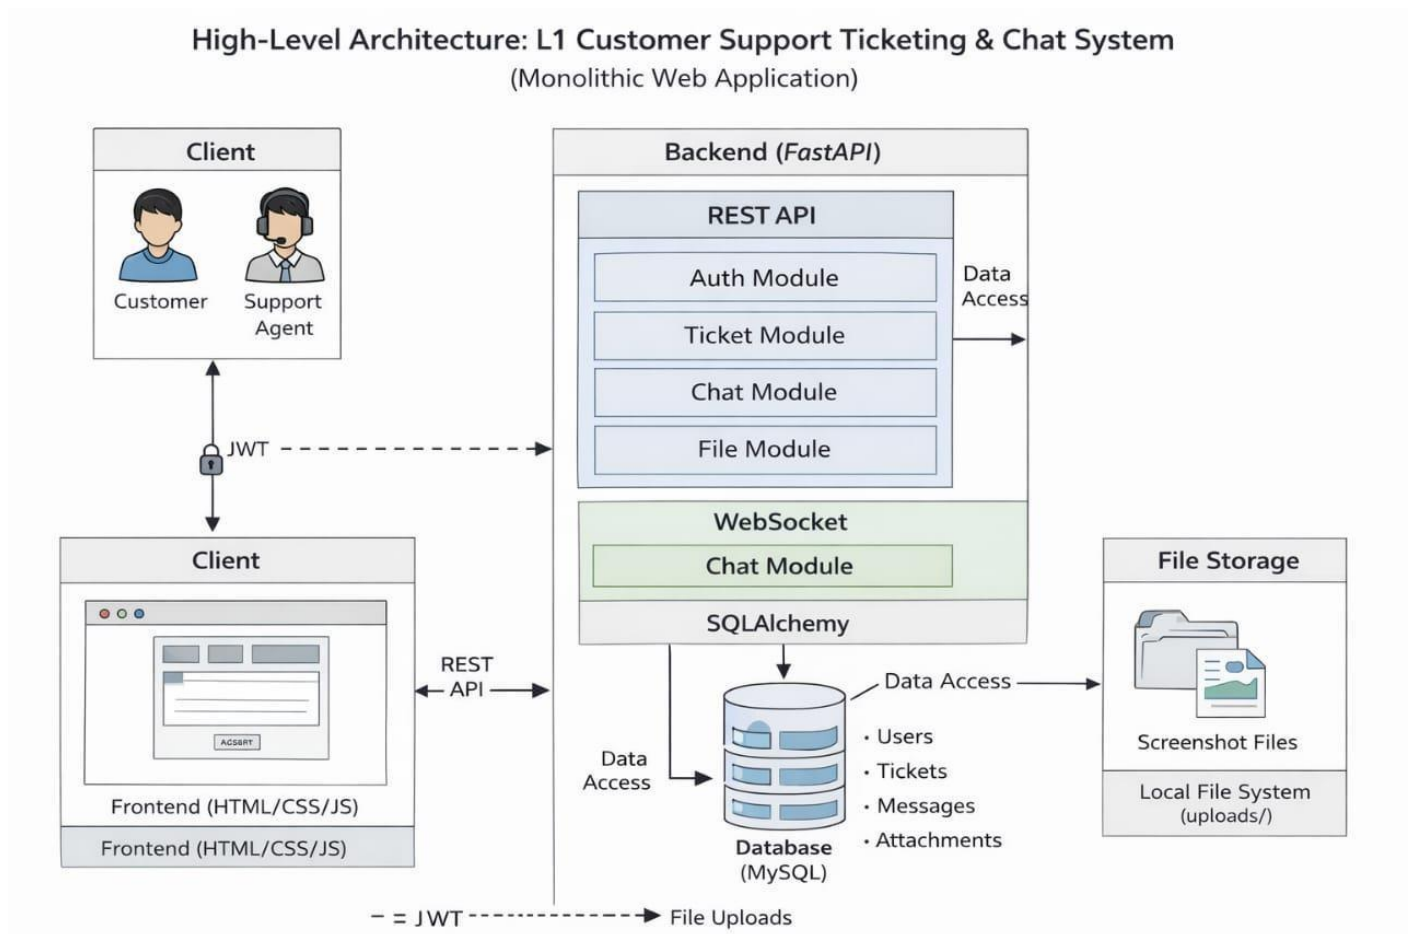 High-Level Architecture: L1 Customer Support Ticketing & Chat System
(Monolithic Web Application)
Client
Customer
Support
Agent
JWT
Client
ACSBRT
Frontend (HTML/CSS/JS)
Frontend (HTML/CSS/JS)
REST
API
Backend (FastAPI)
REST API
Auth Module
Ticket Module
Chat Module
File Module
Data
Access
WebSocket
Chat Module
SQLAlchemy
Data
Access
Database
(MySQL)
Data Access
· Users
· Tickets
· Messages
· Attachments
File Storage
Screenshot Files
Local File System
(uploads/)
– = JWT
File Uploads